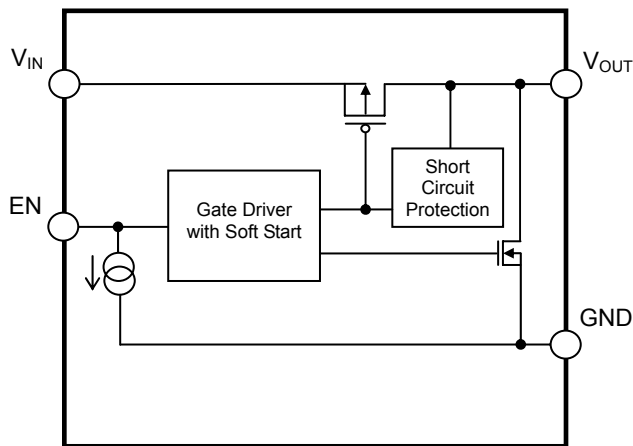 VIN
VOUT
Short
Circuit
Protection
EN
Gate Driver
with Soft Start
GND